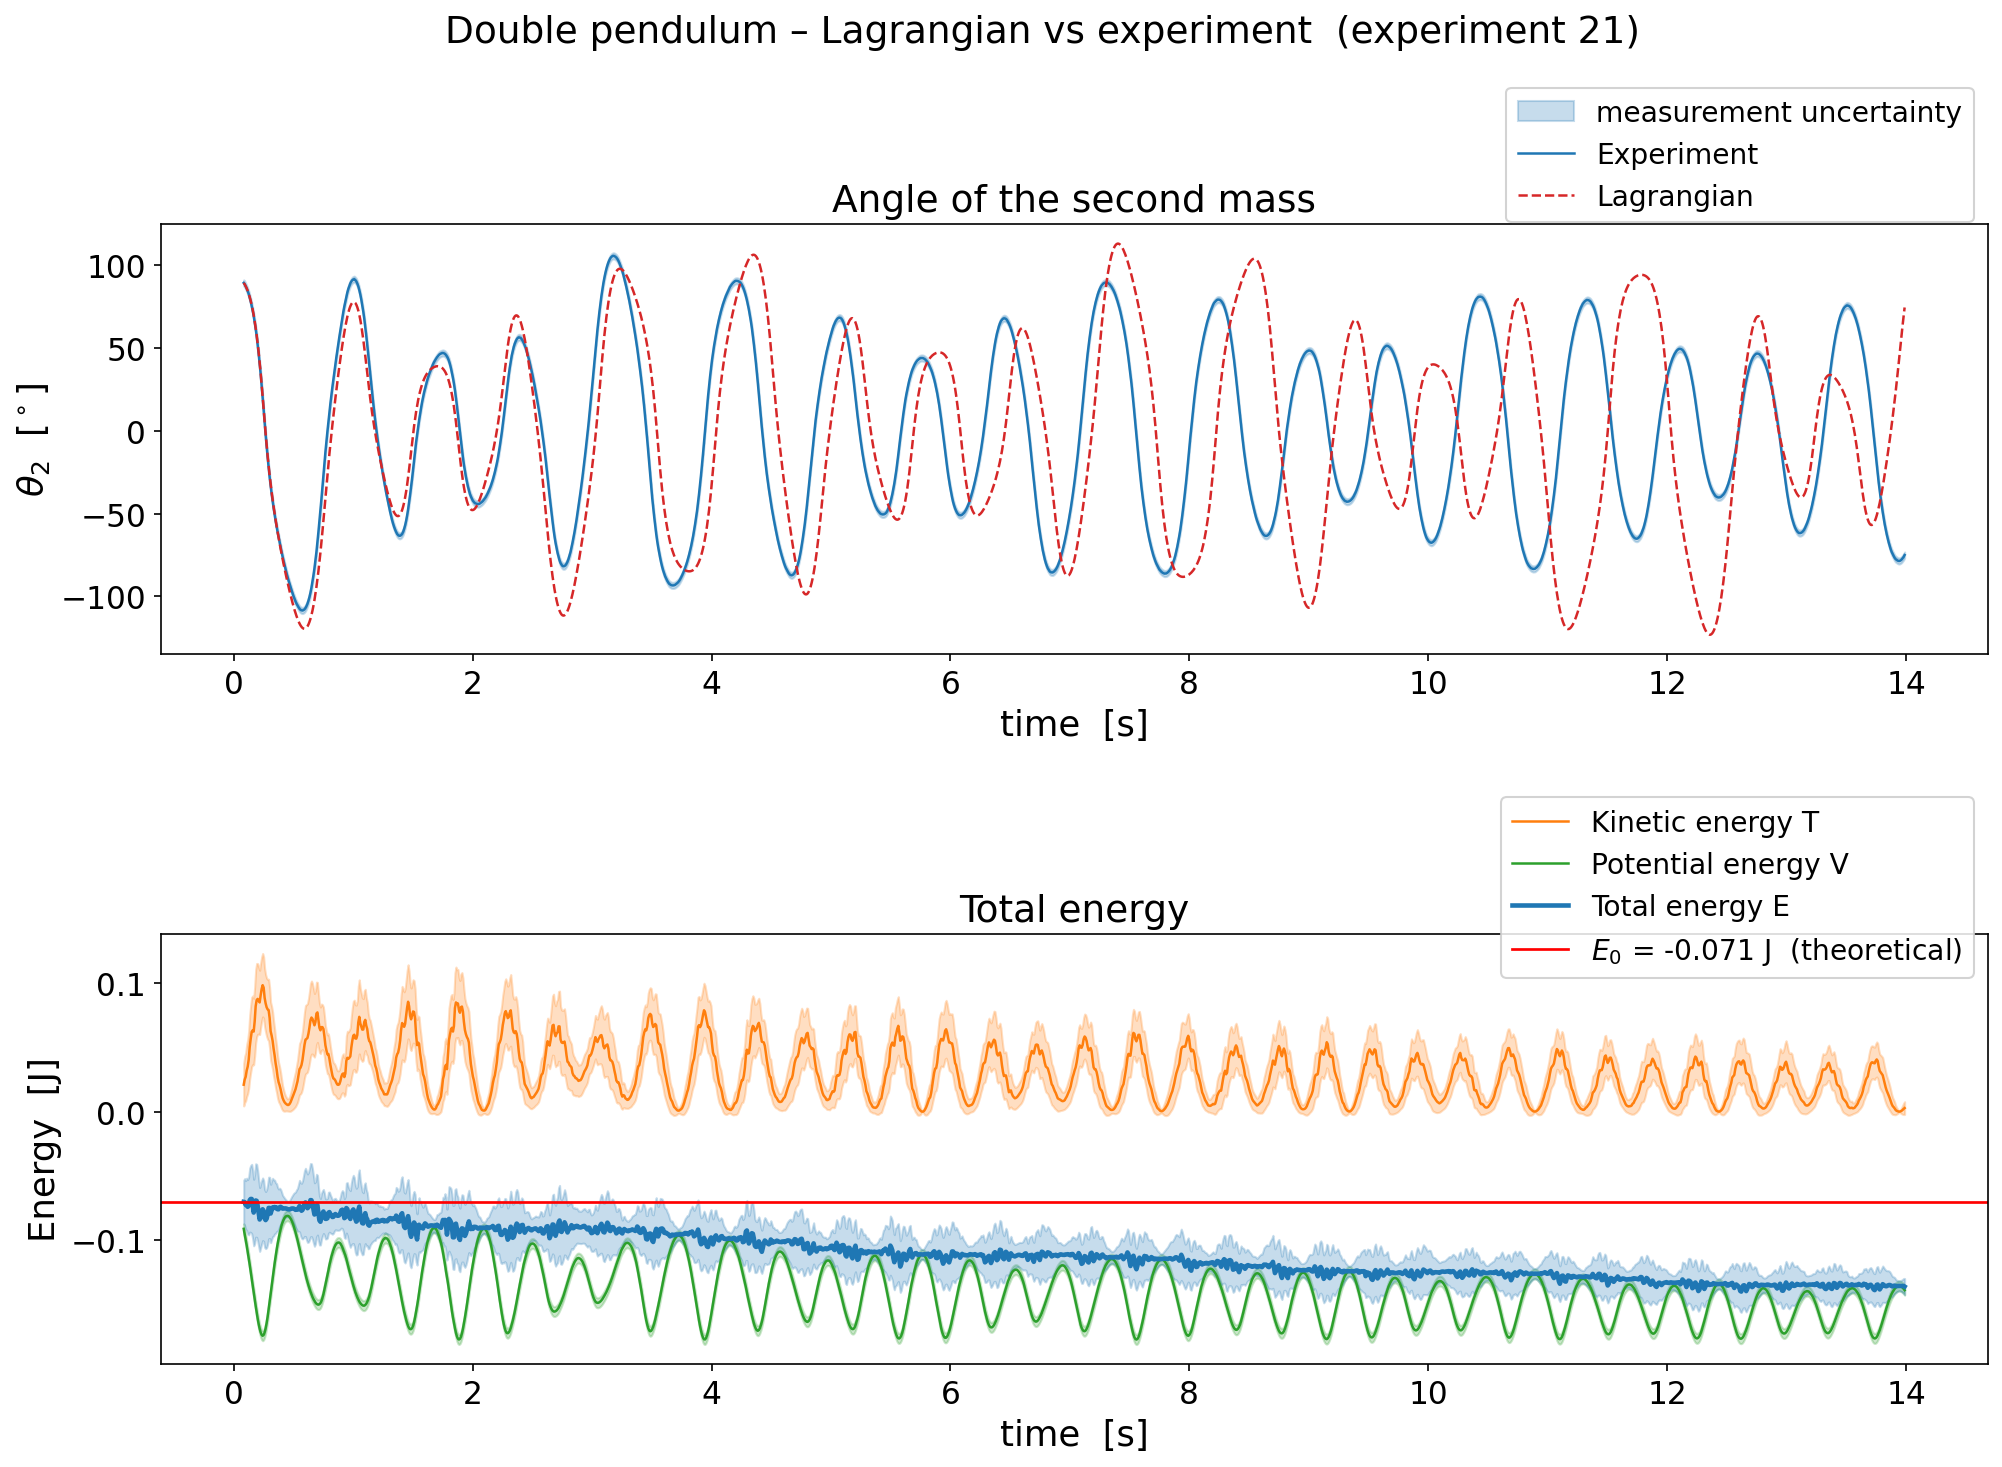 Double pendulum – Lagrangian vs experiment  (experiment 21)
measurement uncertainty
Experiment
Lagrangian
Angle of the second mass
100
50
0
−50
−100
θ₂ [°]
0 2 4 6 8 10 12 14
time [s]
Kinetic energy T
Potential energy V
Total energy E
E₀ = -0.071 J  (theoretical)
Total energy
0.1
0.0
−0.1
Energy [J]
0 2 4 6 8 10 12 14
time [s]